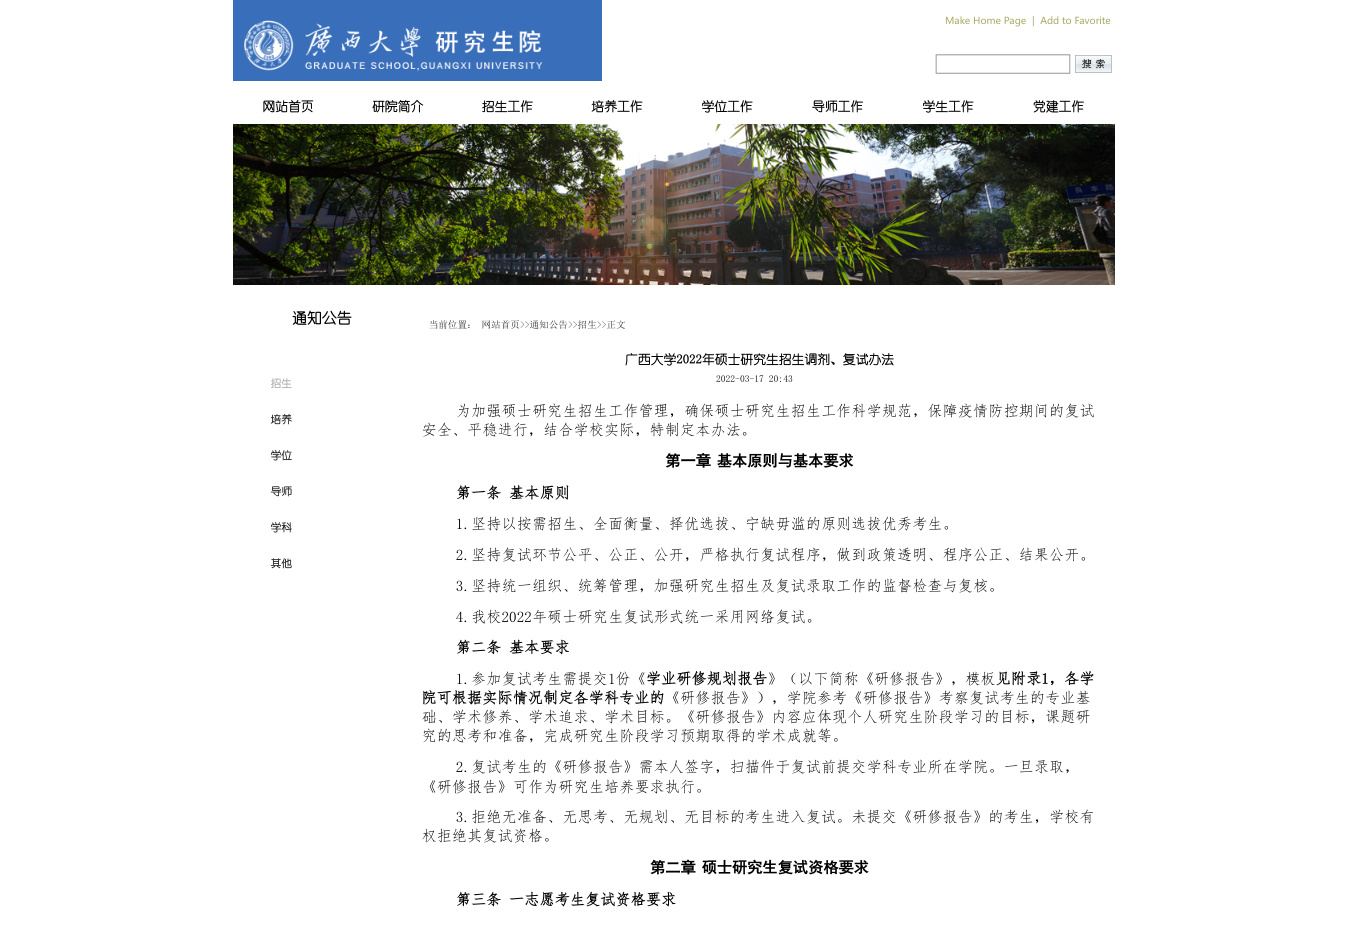 廣西大學 研究生院
GRADUATE SCHOOL,GUANGXI UNIVERSITY
Make Home Page | Add to Favorite
搜 索
网站首页 研院简介 招生工作 培养工作 学位工作 导师工作 学生工作 党建工作
通知公告
招生
培养
学位
导师
学科
其他
当前位置： 网站首页>>通知公告>>招生>>正文
广西大学2022年硕士研究生招生调剂、复试办法
2022-03-17 20:43
为加强硕士研究生招生工作管理，确保硕士研究生招生工作科学规范，保障疫情防控期间的复试
安全、平稳进行，结合学校实际，特制定本办法。
第一章 基本原则与基本要求
第一条 基本原则
1.坚持以按需招生、全面衡量、择优选拔、宁缺毋滥的原则选拔优秀考生。
2.坚持复试环节公平、公正、公开，严格执行复试程序，做到政策透明、程序公正、结果公开。
3.坚持统一组织、统筹管理，加强研究生招生及复试录取工作的监督检查与复核。
4.我校2022年硕士研究生复试形式统一采用网络复试。
第二条 基本要求
1.参加复试考生需提交1份《学业研修规划报告》（以下简称《研修报告》，模板见附录1，各学
院可根据实际情况制定各学科专业的《研修报告》），学院参考《研修报告》考察复试考生的专业基
础、学术修养、学术追求、学术目标。《研修报告》内容应体现个人研究生阶段学习的目标，课题研
究的思考和准备，完成研究生阶段学习预期取得的学术成就等。
2.复试考生的《研修报告》需本人签字，扫描件于复试前提交学科专业所在学院。一旦录取，
《研修报告》可作为研究生培养要求执行。
3.拒绝无准备、无思考、无规划、无目标的考生进入复试。未提交《研修报告》的考生，学校有
权拒绝其复试资格。
第二章 硕士研究生复试资格要求
第三条 一志愿考生复试资格要求